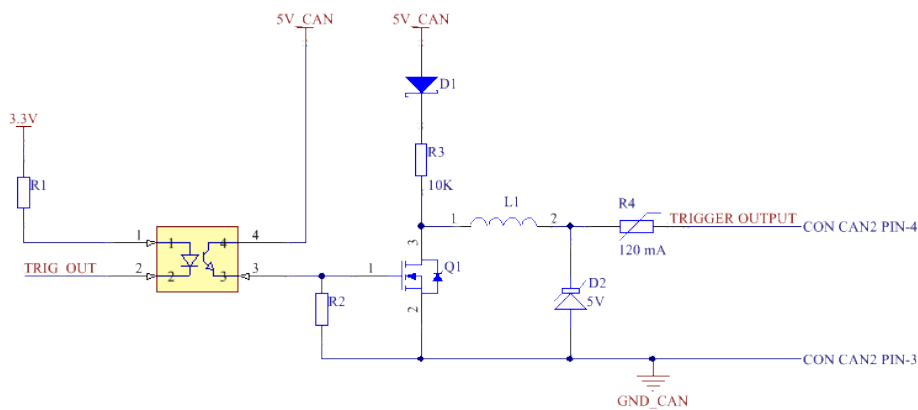 5V_CAN
5V_CAN
D1
3.3V
R3
10K
R1
L1
R4
1
2
TRIGGER OUTPUT
CON CAN2 PIN-4
120 mA
1
1
4
4
3
TRIG_OUT
2
2
3
3
1
Q1
D2
5V
R2
2
CON CAN2 PIN-3
GND_CAN